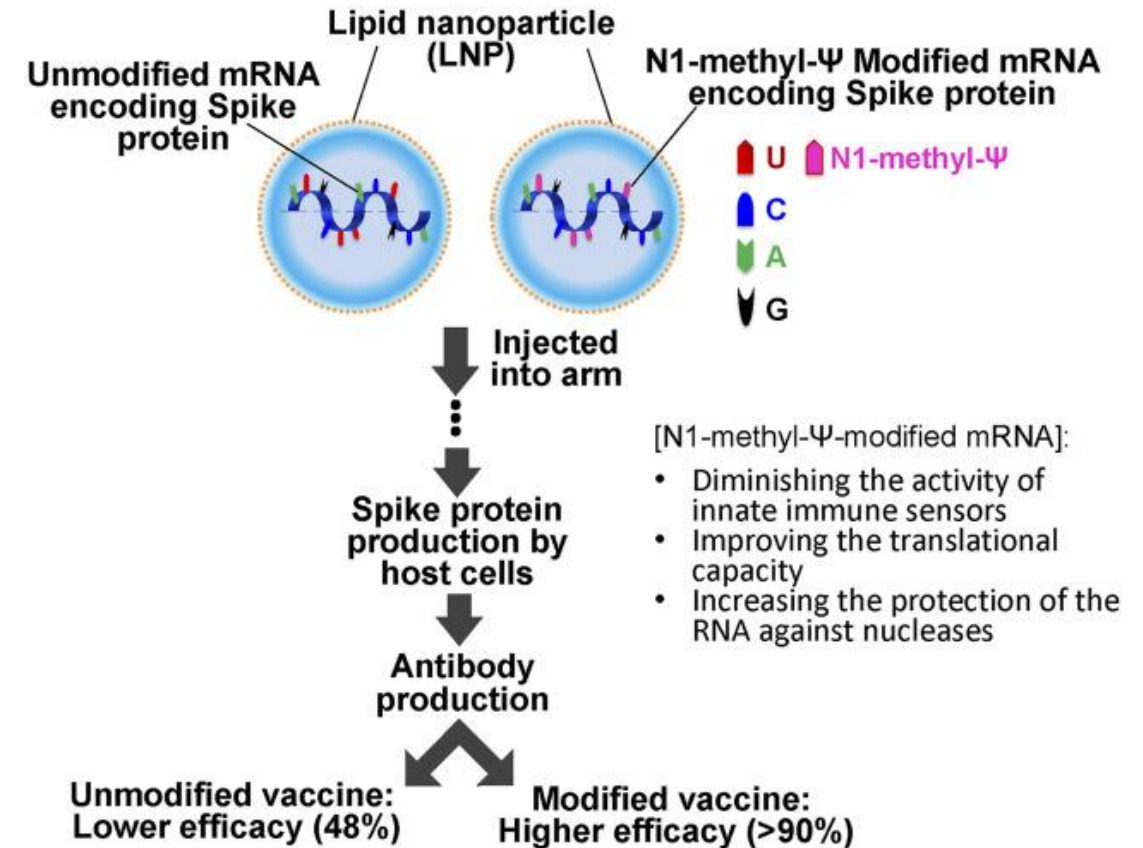 Lipid nanoparticle
(LNP)
Unmodified mRNA
encoding Spike
protein
N1-methyl-Ψ Modified mRNA
encoding Spike protein
U N1-methyl-Ψ
C
A
G
Injected
into arm
[N1-methyl-Ψ-modified mRNA]:
• Diminishing the activity of
innate immune sensors
• Improving the translational
capacity
• Increasing the protection of the
RNA against nucleases
Spike protein
production by
host cells
Antibody
production
Unmodified vaccine:
Lower efficacy (48%)
Modified vaccine:
Higher efficacy (>90%)